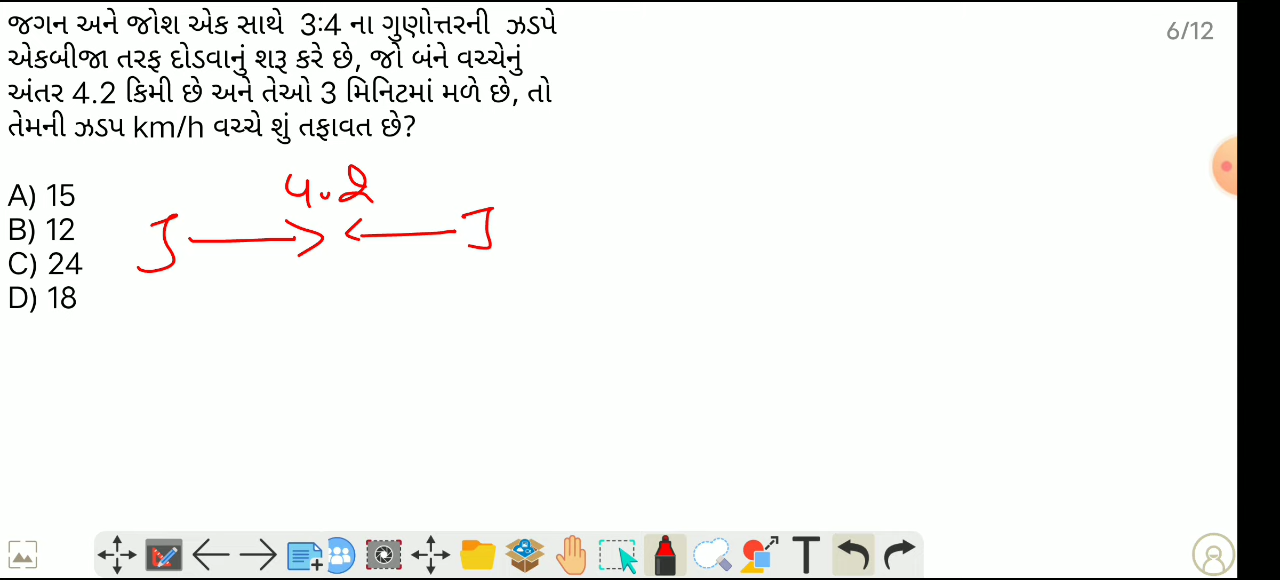 જગન અને જોશ એક સાથે  3:4 ના ગુણોત્તરની  ઝડપે
6/12
એકબીજા તરફ દોડવાનું શરૂ કરે છે, જો બંને વચ્ચેનું
અંતર 4.2 કિમી છે અને તેઓ 3 મિનિટમાં મળે છે, તો
તેમની ઝડપ km/h વચ્ચે શું તફાવત છે?
4.2
A) 15
B) 12
J J
C) 24
D) 18
T